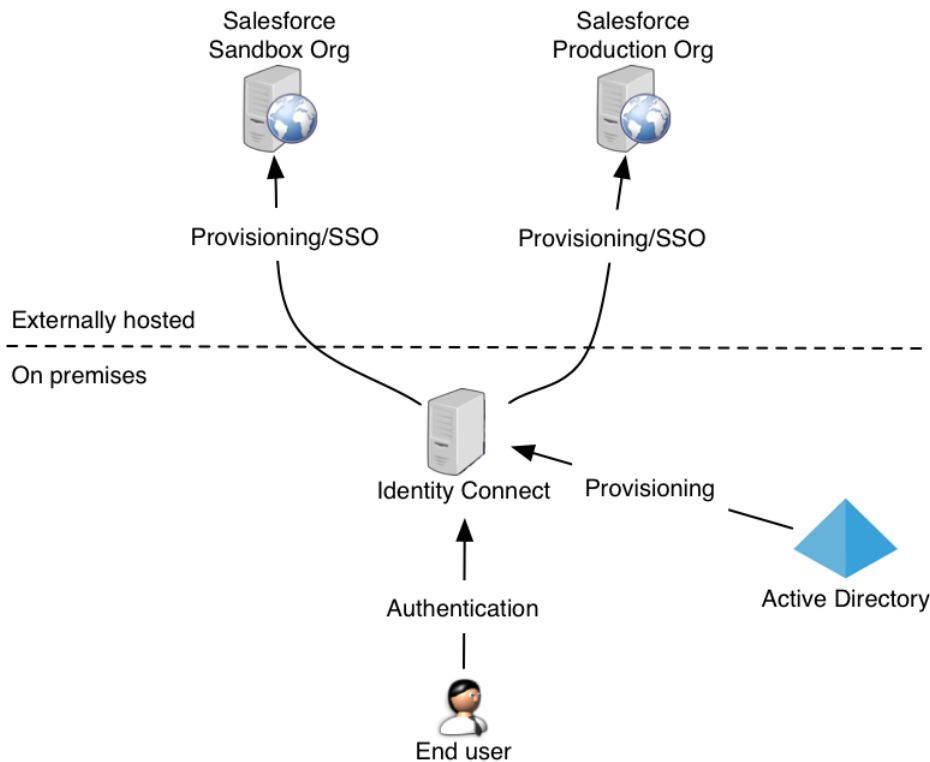 Salesforce
Sandbox Org
Salesforce
Production Org
Provisioning/SSO
Provisioning/SSO
Externally hosted
On premises
Identity Connect
Provisioning
Active Directory
Authentication
End user